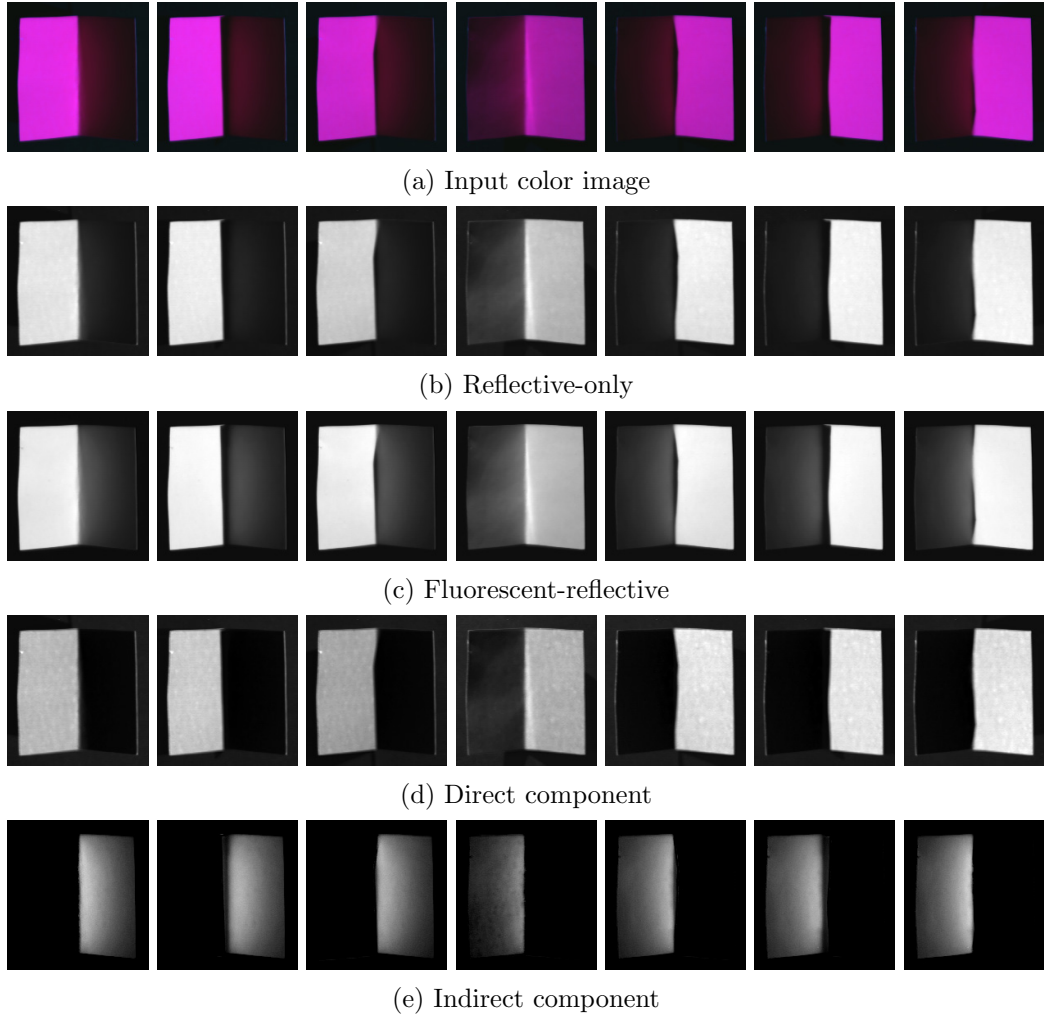 (a) Input color image
(b) Reflective-only
(c) Fluorescent-reflective
(d) Direct component
(e) Indirect component